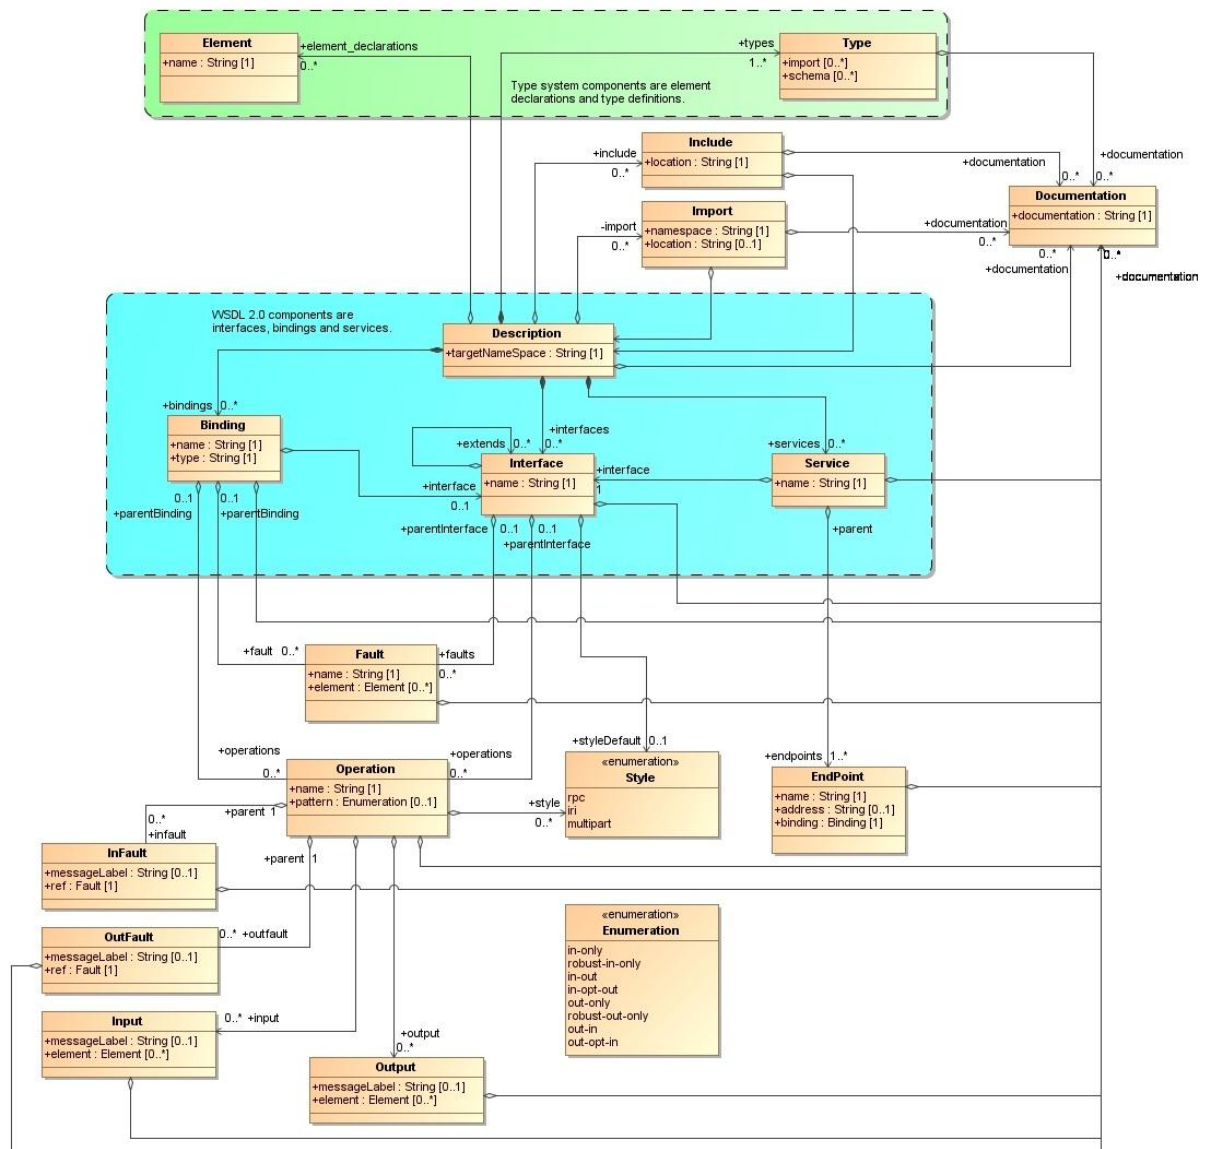 Element
+name : String [1]
+element_declarations
0..*
+types
1..*
Type
+import [0..*]
+schema [0..*]
Type system components are element
declarations and type definitions.
+include
0..*
Include
+location : String [1]
+documentation
0..*
+documentation
0..*
-import
0..*
Import
+namespace : String [1]
+location : String [0..1]
+documentation
0..*
Documentation
+documentation : String [1]
0..*
+documentation
0..*
+documentation
WSDL 2.0 components are
interfaces, bindings and services.
Description
+targetNameSpace : String [1]
+bindings
0..*
Binding
+name : String [1]
+type : String [1]
+extends
0..*
+interfaces
0..*
Interface
+name : String [1]
+interface
0..1
+interface
1
+services
0..*
Service
+name : String [1]
0..1
+parentBinding
0..1
+parentBinding
+parentInterface
0..1
0..1
+parentInterface
+parent
+fault
0..*
Fault
+name : String [1]
+element : Element [0..*]
+faults
0..*
+operations
0..*
Operation
+name : String [1]
+pattern : Enumeration [0..1]
+operations
0..*
+styleDefault
0..1
«enumeration»
Style
rpc
iri
multipart
+style
0..*
+endpoints
1..*
EndPoint
+name : String [1]
+address : String [0..1]
+binding : Binding [1]
+parent 1
0..*
+infault
InFault
+messageLabel : String [0..1]
+ref : Fault [1]
+parent 1
OutFault
+messageLabel : String [0..1]
+ref : Fault [1]
0..* +outfault
«enumeration»
Enumeration
in-only
robust-in-only
in-out
in-opt-out
out-only
robust-out-only
out-in
out-opt-in
Input
+messageLabel : String [0..1]
+element : Element [0..*]
0..* +input
+output
0..*
Output
+messageLabel : String [0..1]
+element : Element [0..*]